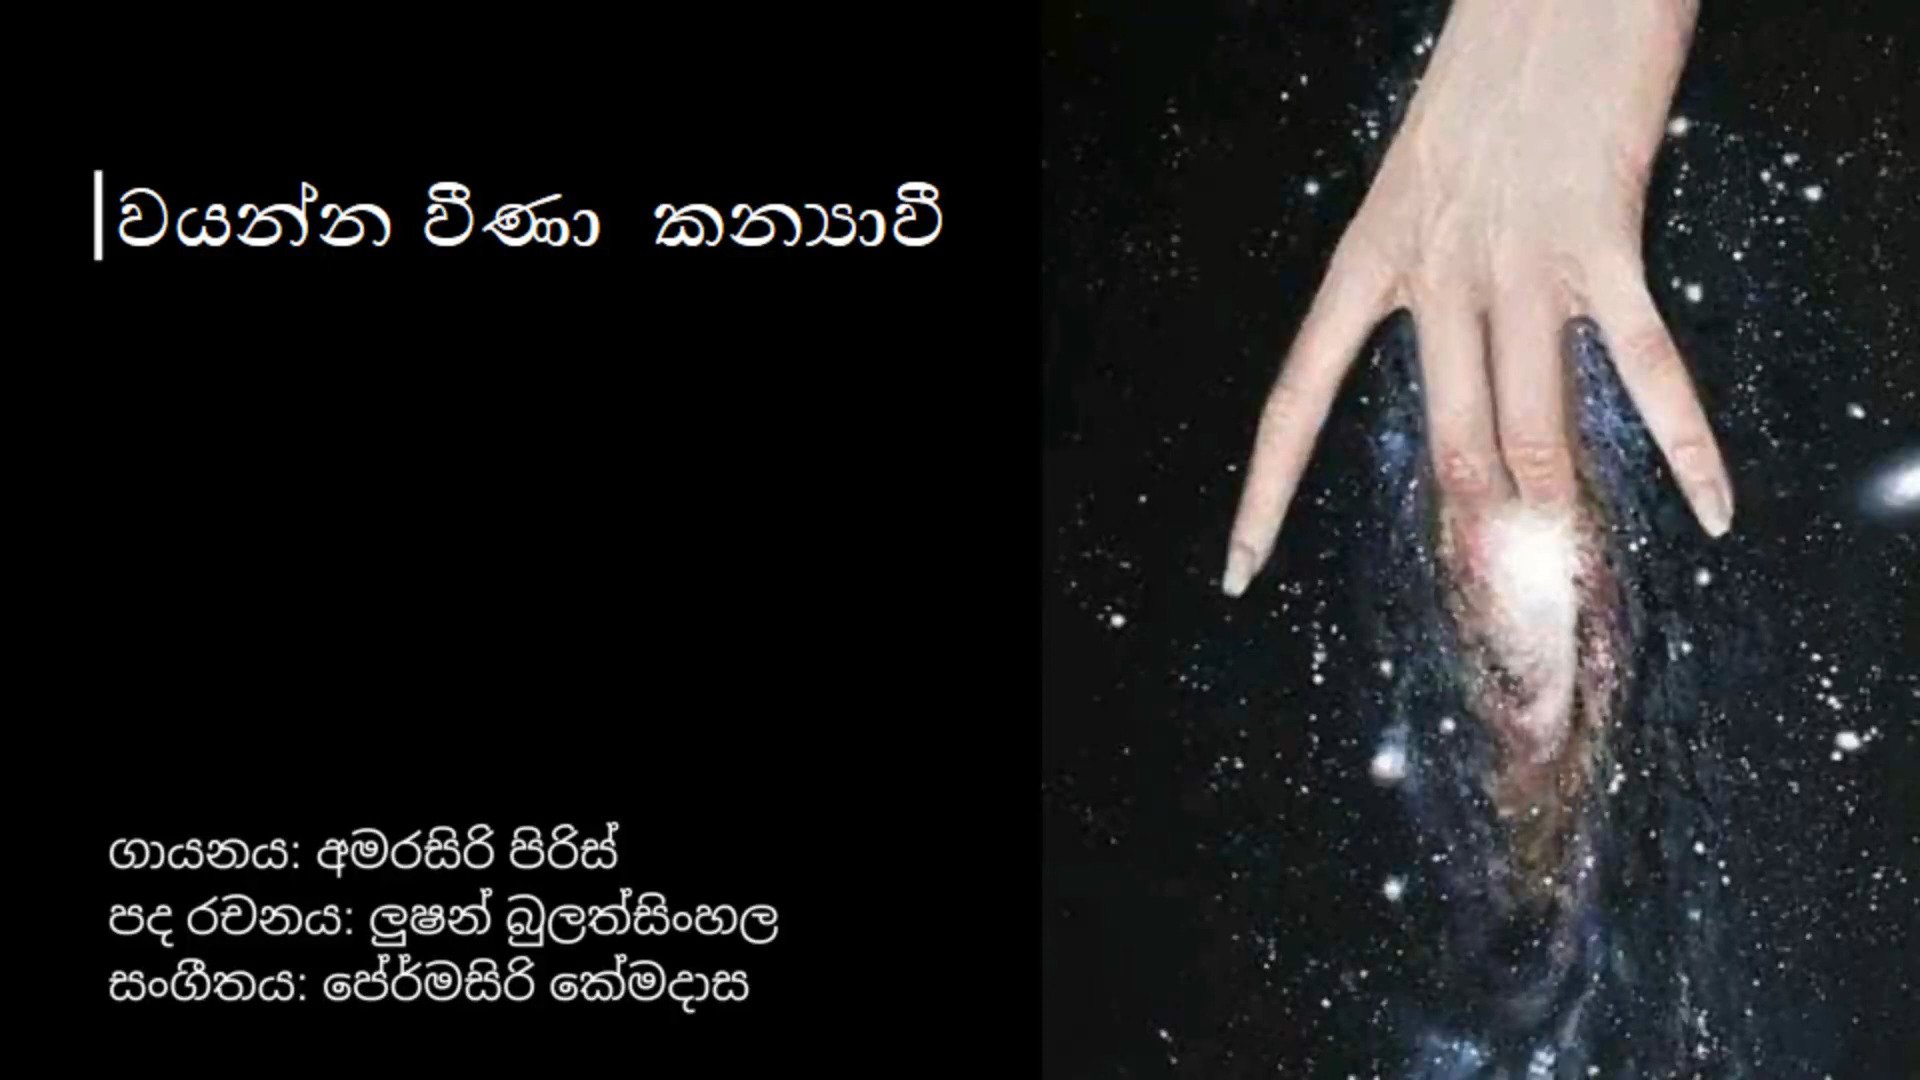 වයන්න වීණා කන්‍යාවී
ගායනය: අමරසිරි පිරිස්
පද රචනය: ලුෂන් බුලත්සිංහල
සංගීතය: පේර්මසිරි කේමදාස